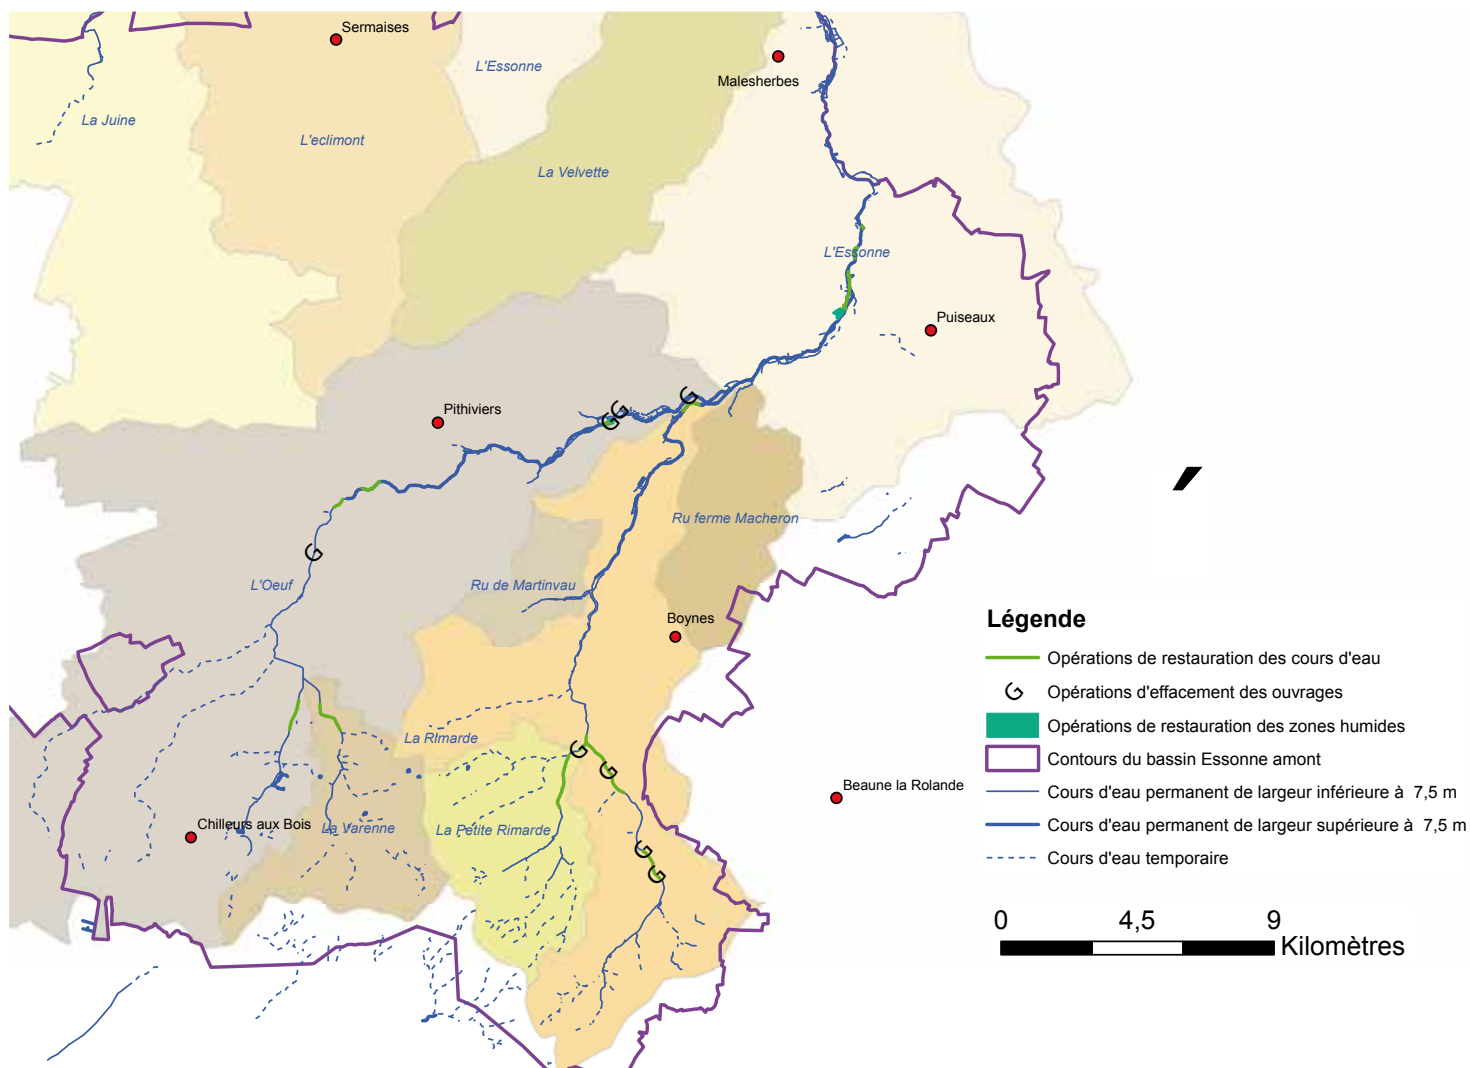 Sermaises
L'Essonne
Malesherbes
La Juine
L'eclimont
La Velvette
L'Essonne
Puiseaux
Pithiviers
Ru ferme Macheron
L'Oeuf
Ru de Martinvau
Boynes
La RImarde
Beaune la Rolande
Chilleurs aux Bois
La Varenne
La Petite Rimarde
Légende
Opérations de restauration des cours d'eau
Opérations d'effacement des ouvrages
Opérations de restauration des zones humides
Contours du bassin Essonne amont
Cours d'eau permanent de largeur inférieure à 7,5 m
Cours d'eau permanent de largeur supérieure à 7,5 m
Cours d'eau temporaire
0 4,5 9
Kilomètres